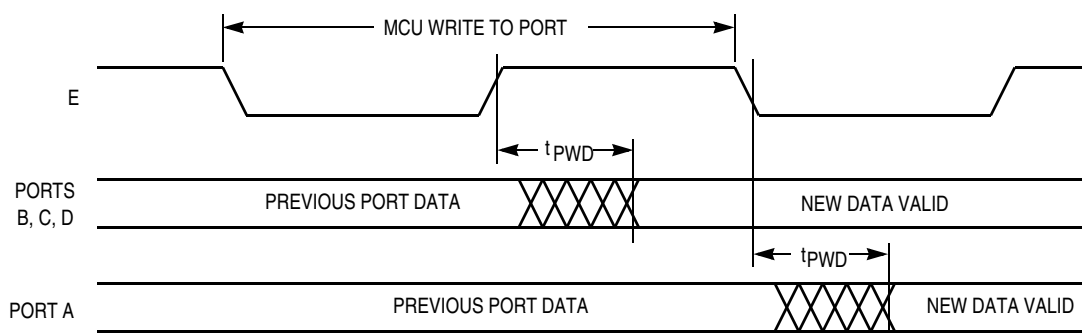 MCU WRITE TO PORT
E
tPWD
PORTS
B, C, D
PREVIOUS PORT DATA
NEW DATA VALID
tPWD
PORT A
PREVIOUS PORT DATA
NEW DATA VALID